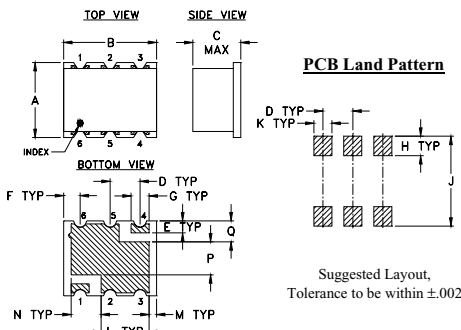 TOP VIEW
SIDE VIEW
B
C
MAX
1 2 3
A
6 5 4
INDEX
PCB Land Pattern
D TYP
K TYP
H TYP
J
BOTTOM VIEW
D TYP
G TYP
F TYP
E TYP
6 5 4
Q
P
1 2 3
N TYP
M TYP
L TYP
Suggested Layout,
Tolerance to be within ±.002